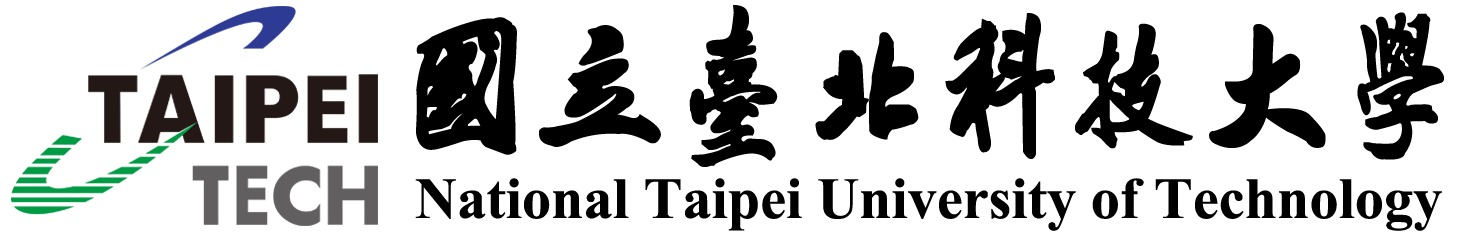 TAIPEI
TECH
國立臺北科技大學
National Taipei University of Technology